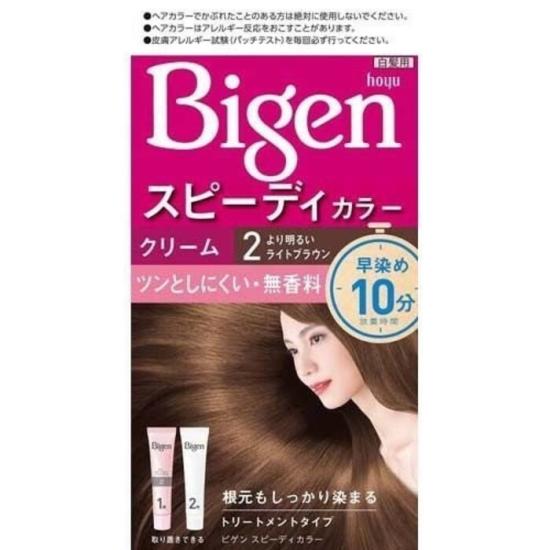 ●ヘアカラーでかぶれたことのある方は絶対に使用しないでください。
●ヘアカラーはアレルギー反応をおこすことがあります。
●皮膚アレルギー試験(パッチテスト)を毎回必ず行ってください。
白髪用
hoyu
Bigen
スピーディカラー
クリーム
2 より明るい
ライトブラウン
ツンとしにくい・無香料
早染め
10分
放置時間
Bigen
2
1剤
Bigen
2剤
取り置きできる
根元もしっかり染まる
トリートメントタイプ
ビゲン スピーディカラー